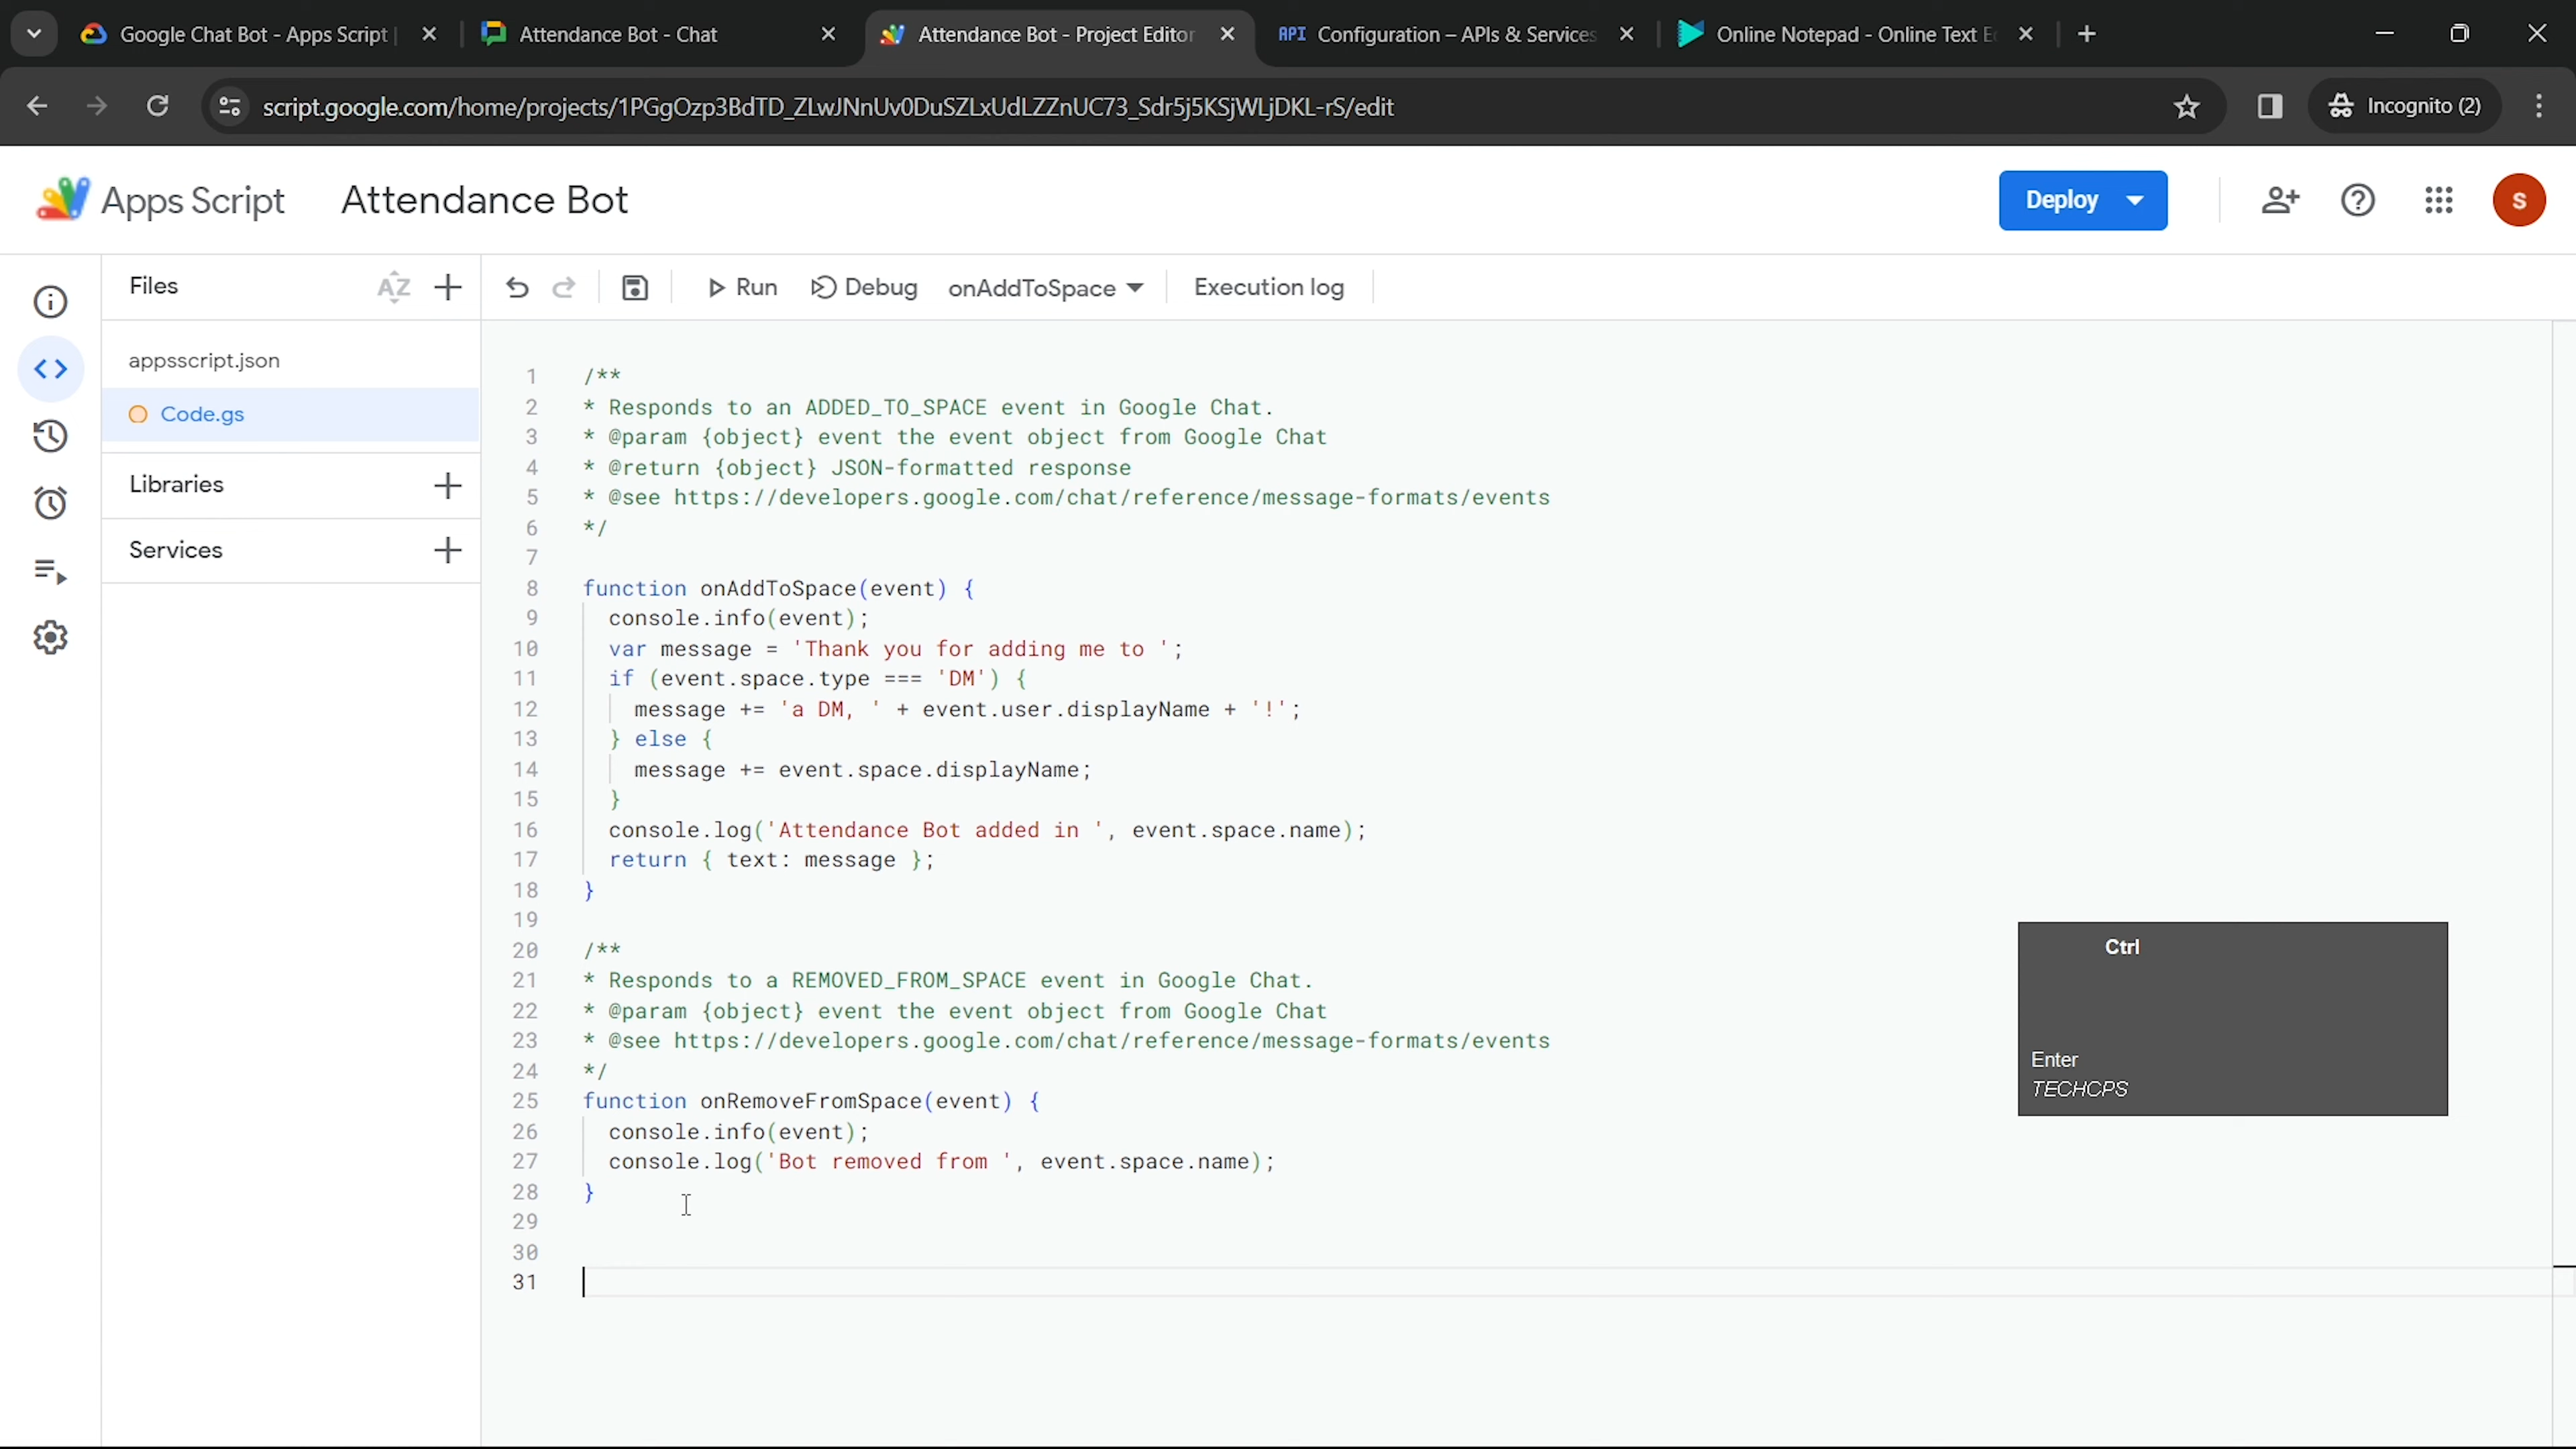 Google Chat Bot - Apps Script
Attendance Bot - Chat
Attendance Bot - Project Editor
API Configuration – APIs & Services
Online Notepad - Online Text E
script.google.com/home/projects/1PGgOzp3BdTD_ZLwJNnUv0DuSZLxUdLZZnUC73_Sdr5j5KSjWLjDKL-rS/edit
Incognito (2)
Apps Script
Attendance Bot
Deploy
S
Files
AZ
Run
Debug
onAddToSpace
Execution log
appsscript.json
Code.gs
Libraries
Services
1 /**
2 * Responds to an ADDED_TO_SPACE event in Google Chat.
3 * @param {object} event the event object from Google Chat
4 * @return {object} JSON-formatted response
5 * @see https://developers.google.com/chat/reference/message-formats/events
6 */
7
8 function onAddToSpace(event) {
9 console.info(event);
10 var message = 'Thank you for adding me to ';
11 if (event.space.type === 'DM') {
12 message += 'a DM, ' + event.user.displayName + '!';
13 } else {
14 message += event.space.displayName;
15 }
16 console.log('Attendance Bot added in ', event.space.name);
17 return { text: message };
18 }
19
20 /**
21 * Responds to a REMOVED_FROM_SPACE event in Google Chat.
22 * @param {object} event the event object from Google Chat
23 * @see https://developers.google.com/chat/reference/message-formats/events
24 */
25 function onRemoveFromSpace(event) {
26 console.info(event);
27 console.log('Bot removed from ', event.space.name);
28 }
29
30
31
Ctrl
Enter
TECHCPS